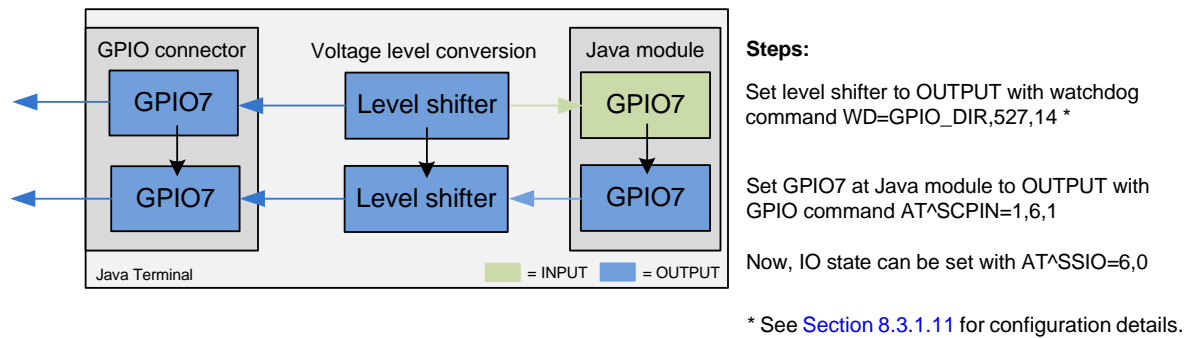 GPIO connector
Voltage level conversion
Java module
GPIO7
Level shifter
GPIO7
GPIO7
Level shifter
GPIO7
Java Terminal
= INPUT
= OUTPUT
Steps:
Set level shifter to OUTPUT with watchdog
command WD=GPIO_DIR,527,14 *
Set GPIO7 at Java module to OUTPUT with
GPIO command AT^SCPIN=1,6,1
Now, IO state can be set with AT^SSIO=6,0
* See Section 8.3.1.11 for configuration details.